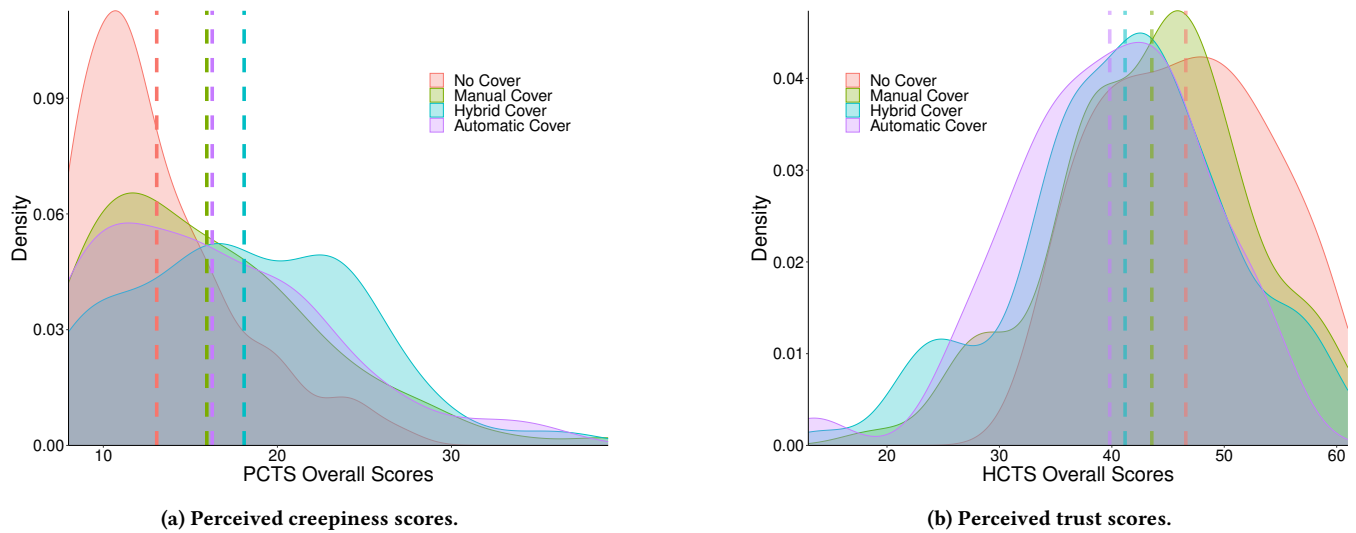 No Cover
Manual Cover
Hybrid Cover
Automatic Cover
0.09
0.06
0.03
0.00
Density
10
20
30
PCTS Overall Scores
(a) Perceived creepiness scores.
No Cover
Manual Cover
Hybrid Cover
Automatic Cover
0.04
0.03
0.02
0.01
0.00
Density
20
30
40
50
60
HCTS Overall Scores
(b) Perceived trust scores.